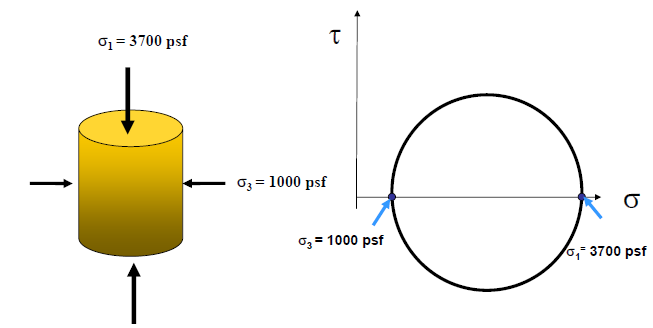 σ1 = 3700 psf
σ3 = 1000 psf
τ
σ
σ3 = 1000 psf
σ1= 3700 psf